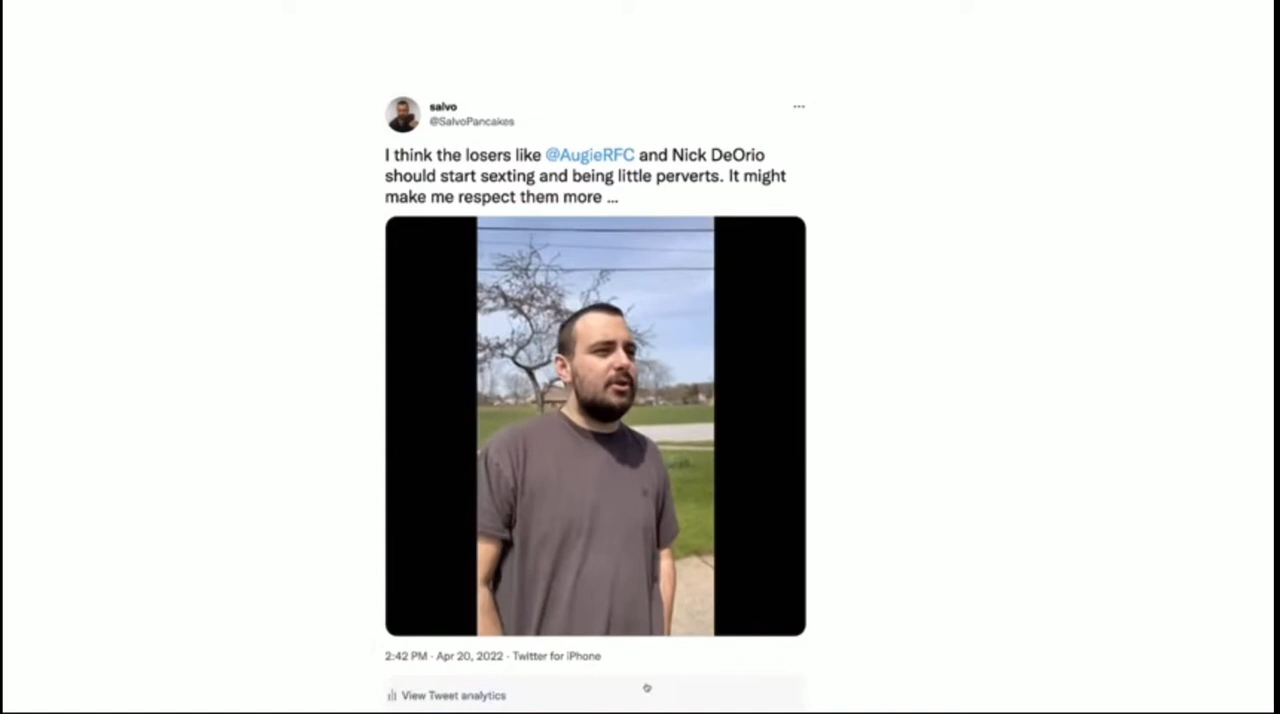 salvo
@SalvoPancakes
...
I think the losers like @AugieRFC and Nick DeOrio
should start sexting and being little perverts. It might
make me respect them more ...
2:42 PM · Apr 20, 2022 · Twitter for iPhone
View Tweet analytics